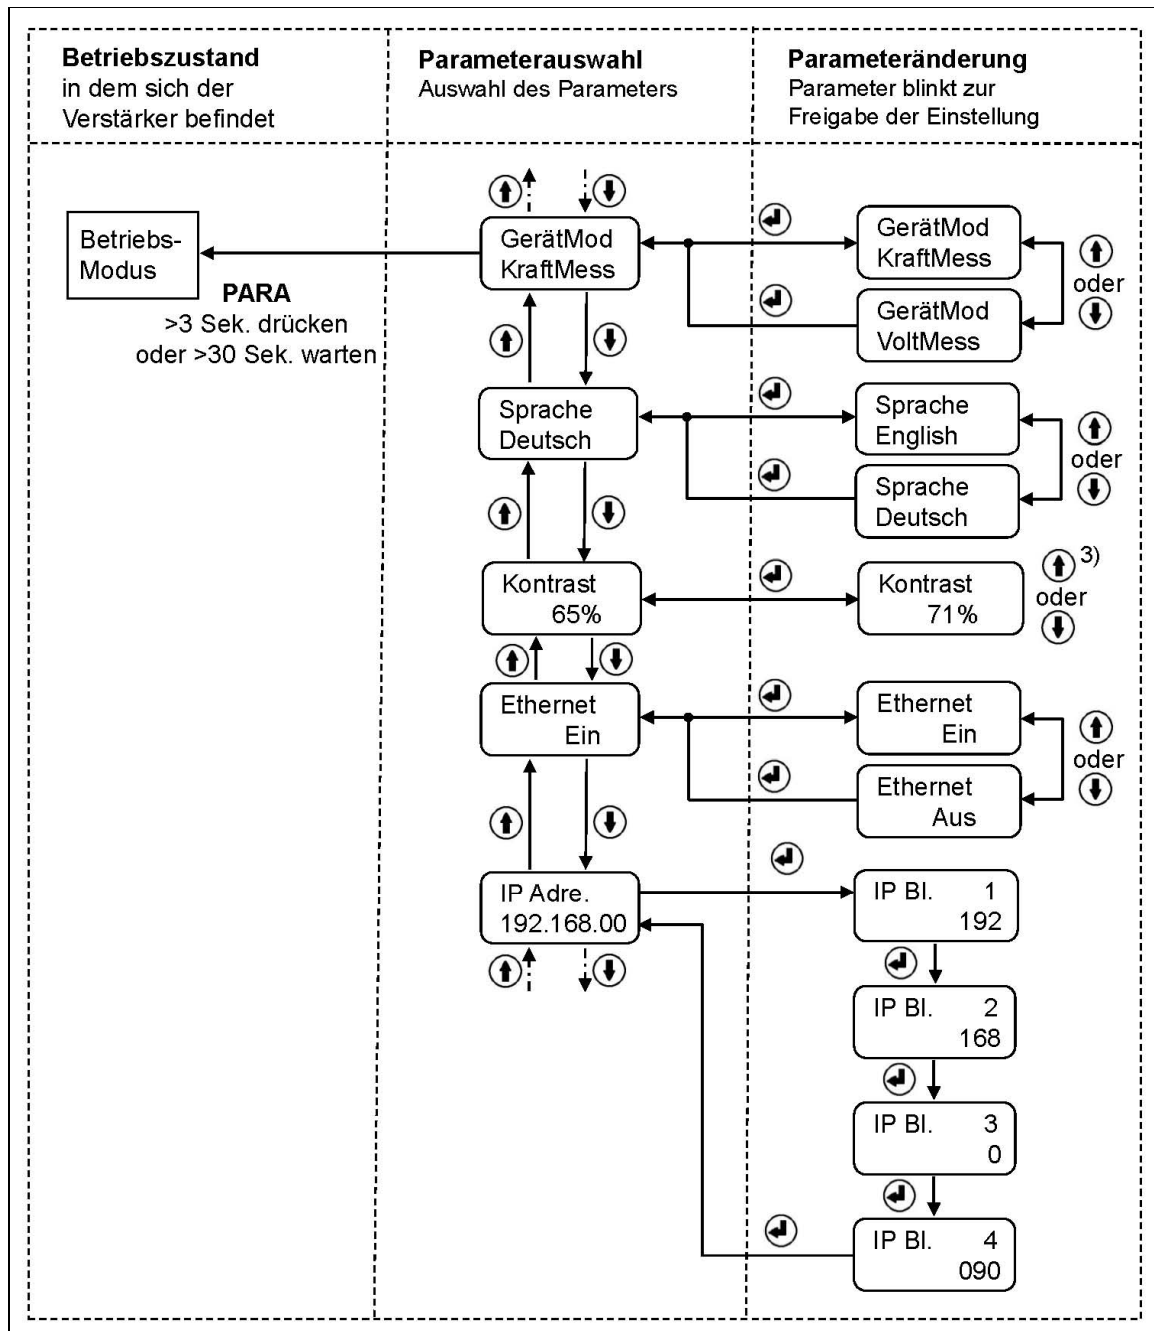 Betriebszustand
in dem sich der
Verstärker befindet
Parameterauswahl
Auswahl des Parameters
Parameteränderung
Parameter blinkt zur
Freigabe der Einstellung
Betriebs-
Modus
PARA
>3 Sek. drücken
oder >30 Sek. warten
GerätMod
KraftMess
GerätMod
KraftMess
oder
GerätMod
VoltMess
Sprache
Deutsch
Sprache
English
oder
Sprache
Deutsch
Kontrast
65%
Kontrast
71%
3)
oder
Ethernet
Ein
Ethernet
Ein
oder
Ethernet
Aus
IP Adre.
192.168.00
IP Bl. 1
192
IP Bl. 2
168
IP Bl. 3
0
IP Bl. 4
090